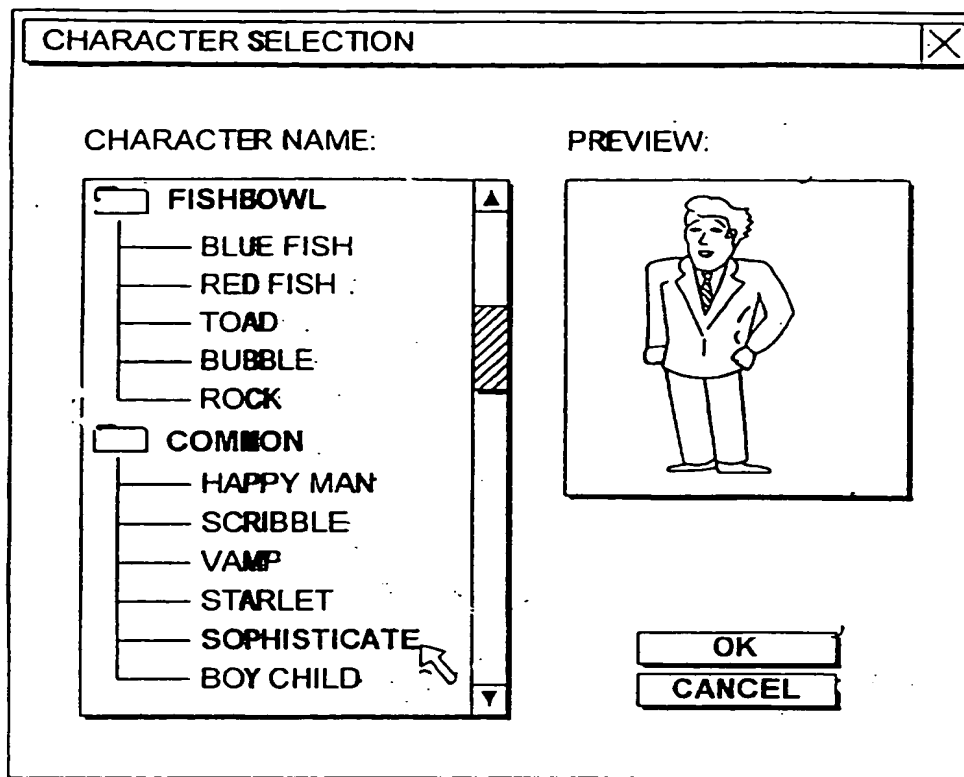 CHARACTER SELECTION
CHARACTER NAME:
FISHBOWL
BLUE FISH
RED FISH
TOAD
BUBBLE
ROCK
COMMON
HAPPY MAN
SCRIBBLE
VAMP
STARLET
SOPHISTICATE
BOY CHILD
PREVIEW:
OK
CANCEL